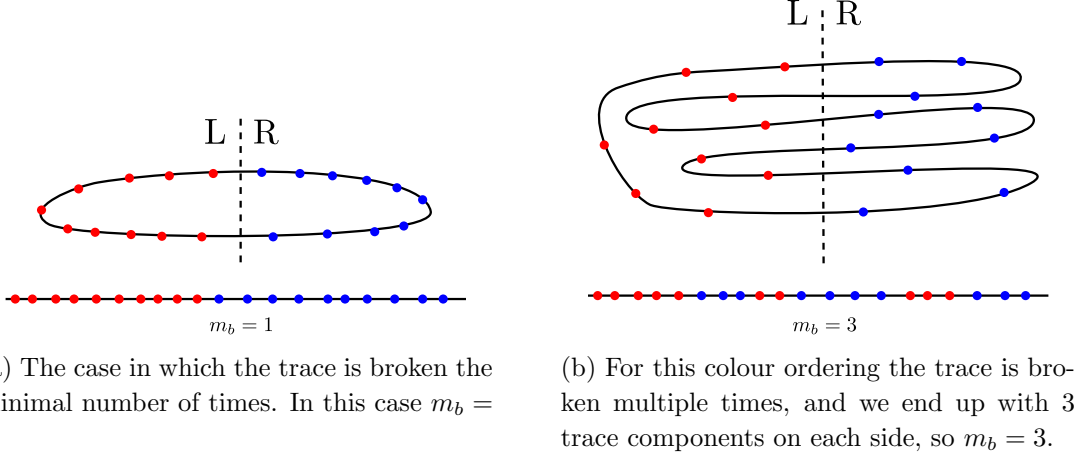 L R
m_b = 1
) The case in which the trace is broken the
inimal number of times. In this case m_b =
L R
m_b = 3
(b) For this colour ordering the trace is bro-
ken multiple times, and we end up with 3
trace components on each side, so m_b = 3.